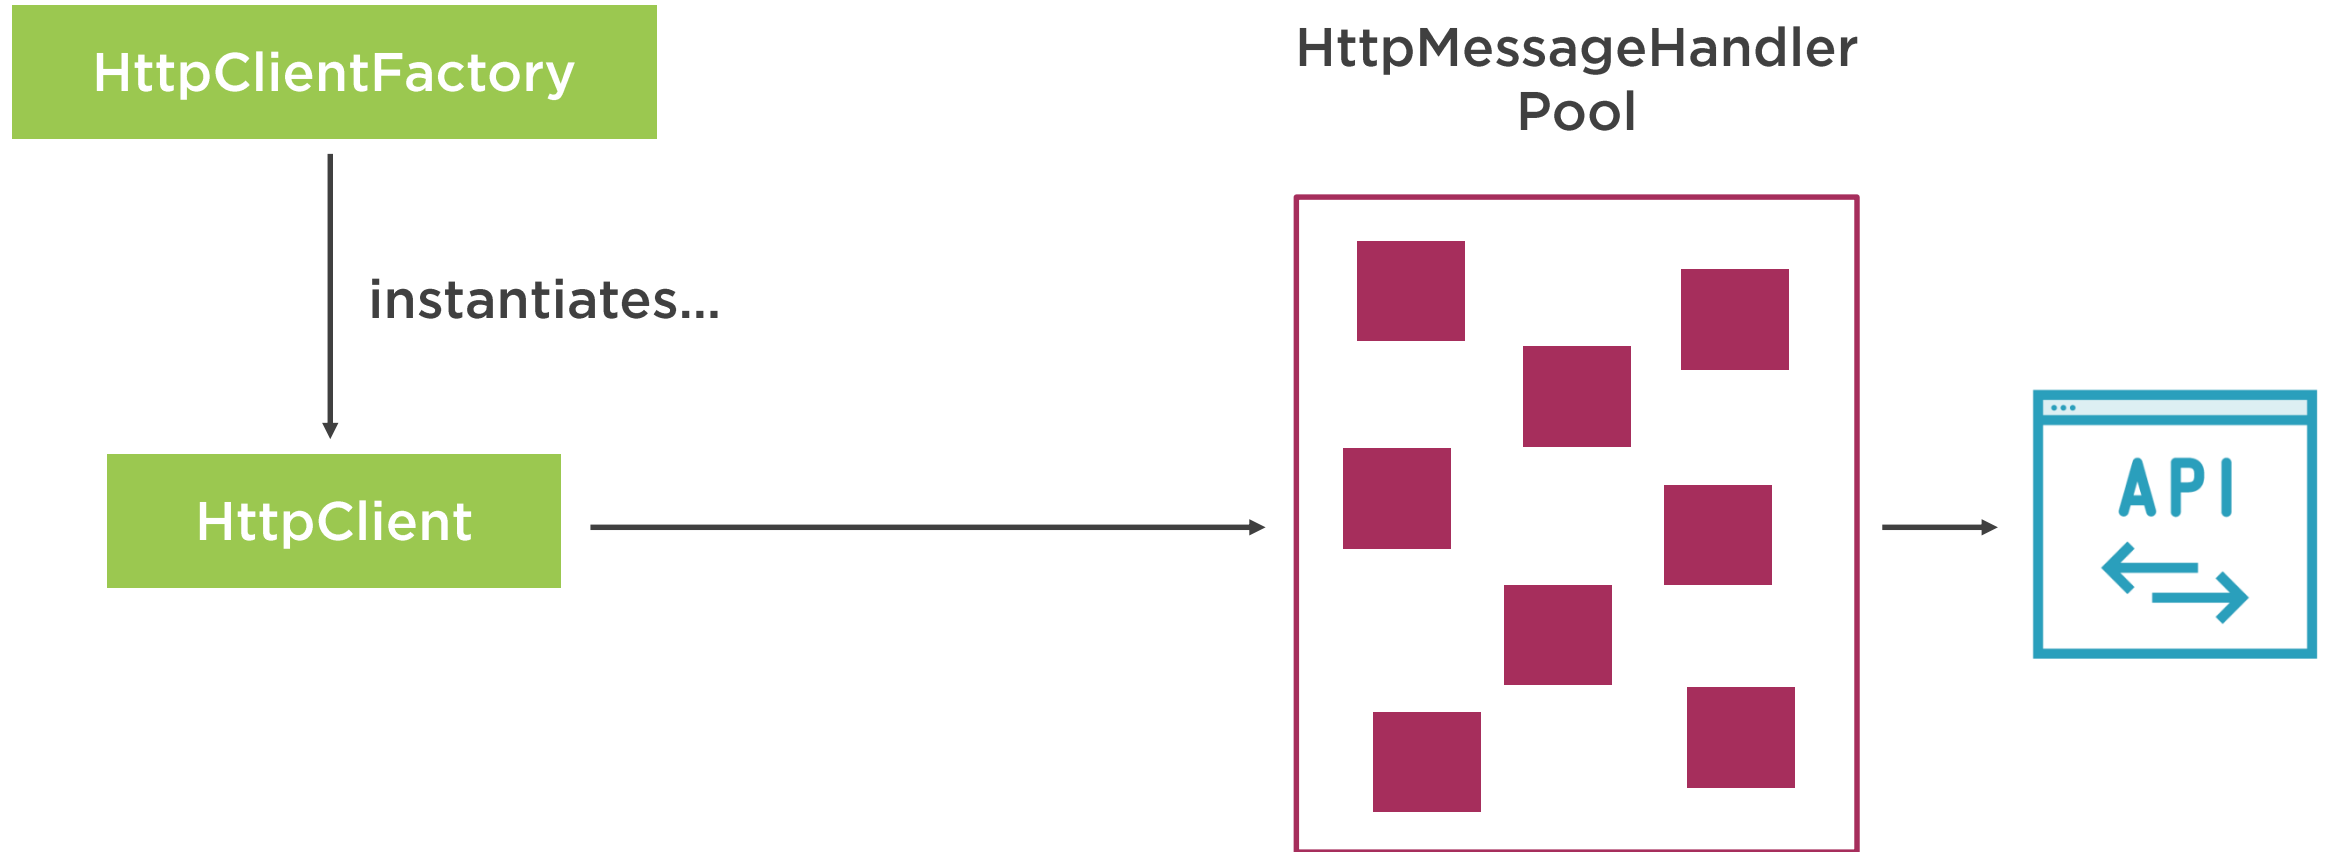 HttpClientFactory
HttpMessageHandler
Pool
instantiates...
HttpClient
API